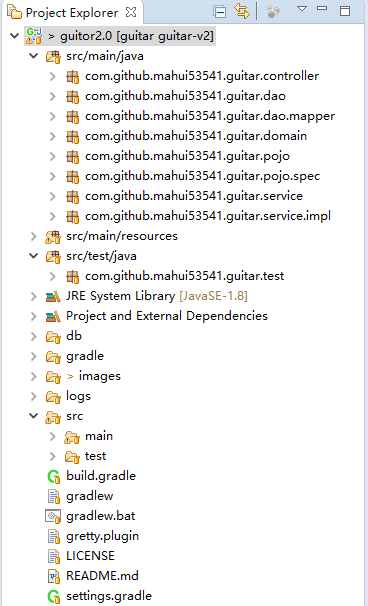 Project Explorer
> guitor2.0 [guitar guitar-v2]
src/main/java
com.github.mahui53541.guitar.controller
com.github.mahui53541.guitar.dao
com.github.mahui53541.guitar.dao.mapper
com.github.mahui53541.guitar.domain
com.github.mahui53541.guitar.pojo
com.github.mahui53541.guitar.pojo.spec
com.github.mahui53541.guitar.service
com.github.mahui53541.guitar.service.impl
src/main/resources
src/test/java
com.github.mahui53541.guitar.test
JRE System Library [JavaSE-1.8]
Project and External Dependencies
db
gradle
> images
logs
src
main
test
build.gradle
gradlew
gradlew.bat
gretty.plugin
LICENSE
README.md
settings.gradle